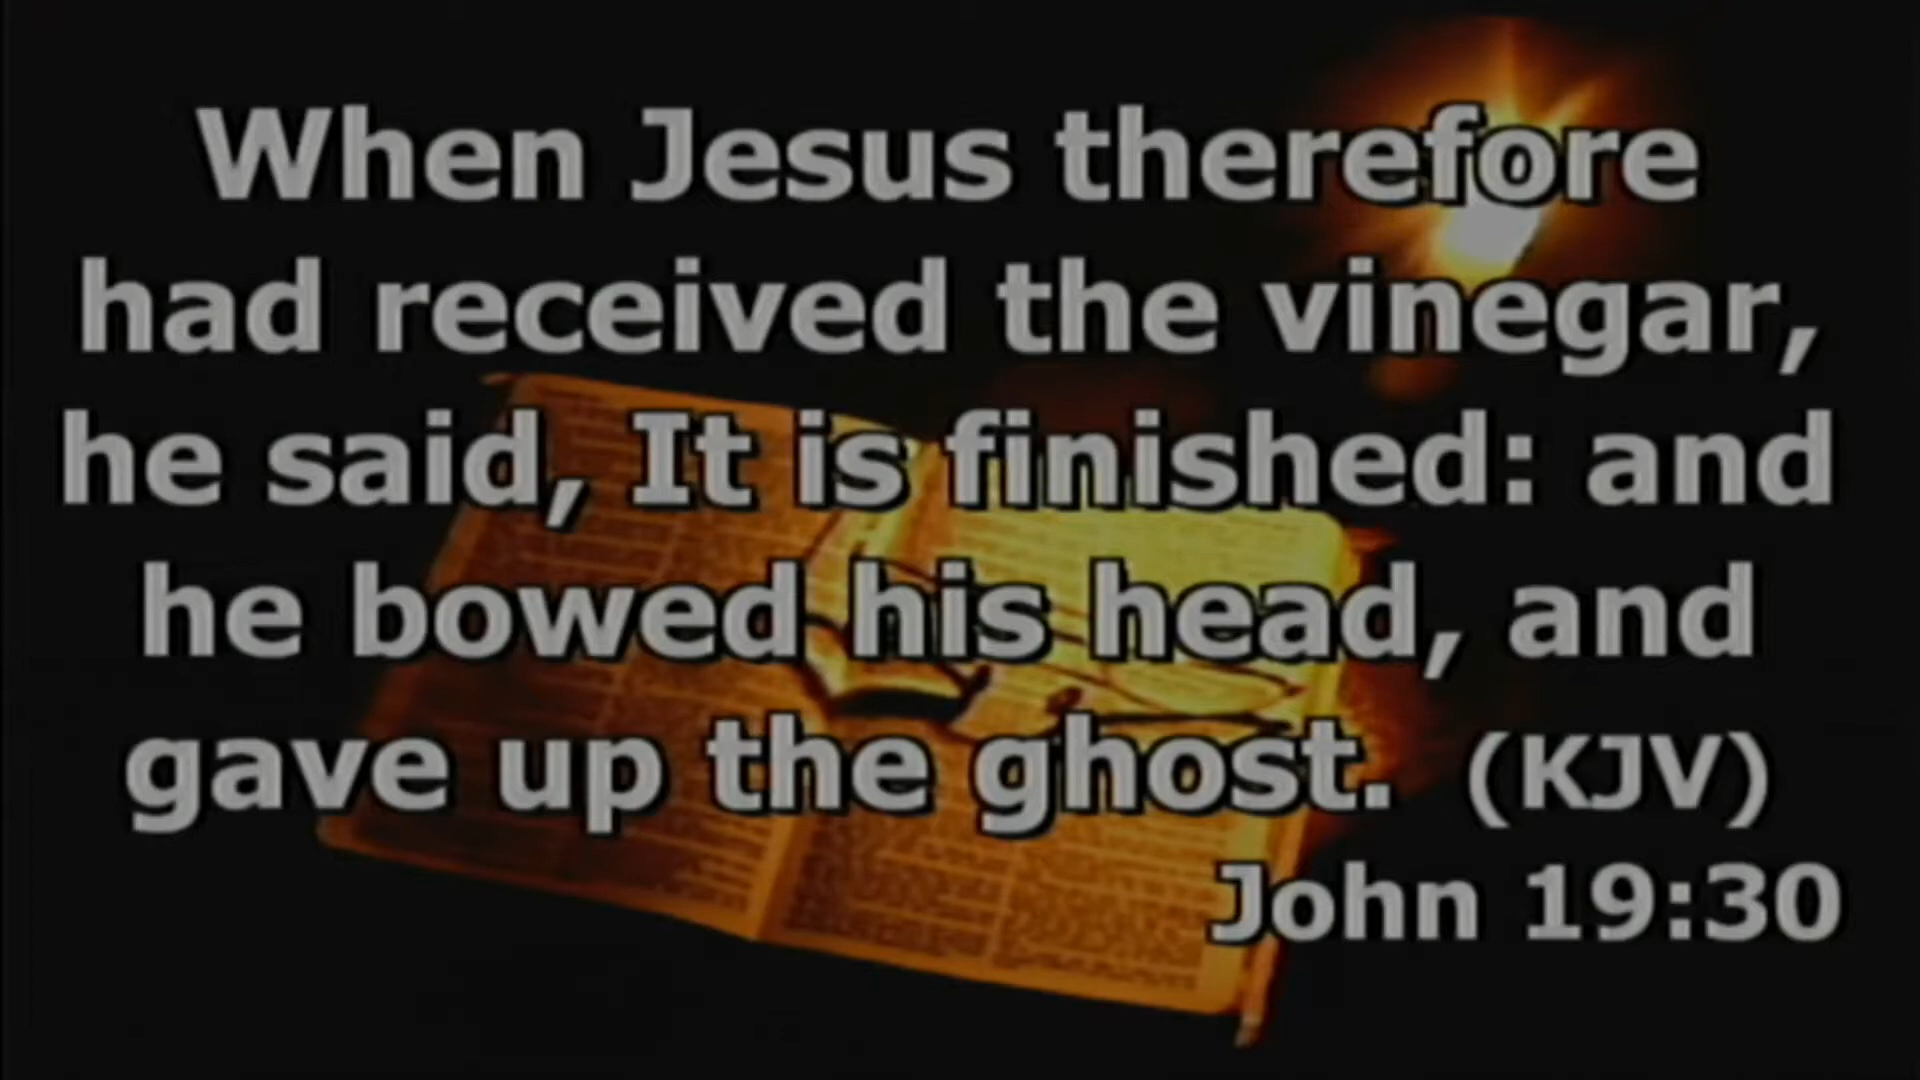 When Jesus therefore
had received the vinegar,
he said, It is finished: and
he bowed his head, and
gave up the ghost. (KJV)
John 19:30